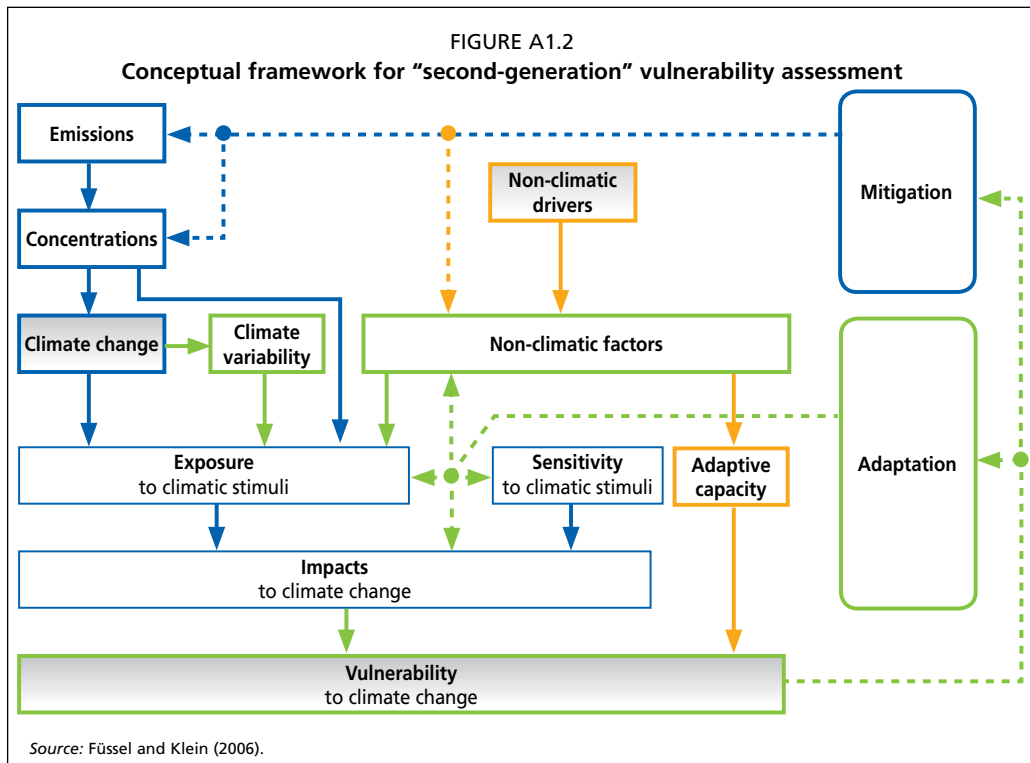 FIGURE A1.2
Conceptual framework for “second-generation” vulnerability assessment
Emissions
Non-climatic
drivers
Mitigation
Concentrations
Climate change
Climate
variability
Non-climatic factors
Exposure
to climatic stimuli
Sensitivity
to climatic stimuli
Adaptive
capacity
Adaptation
Impacts
to climate change
Vulnerability
to climate change
Source: Füssel and Klein (2006).